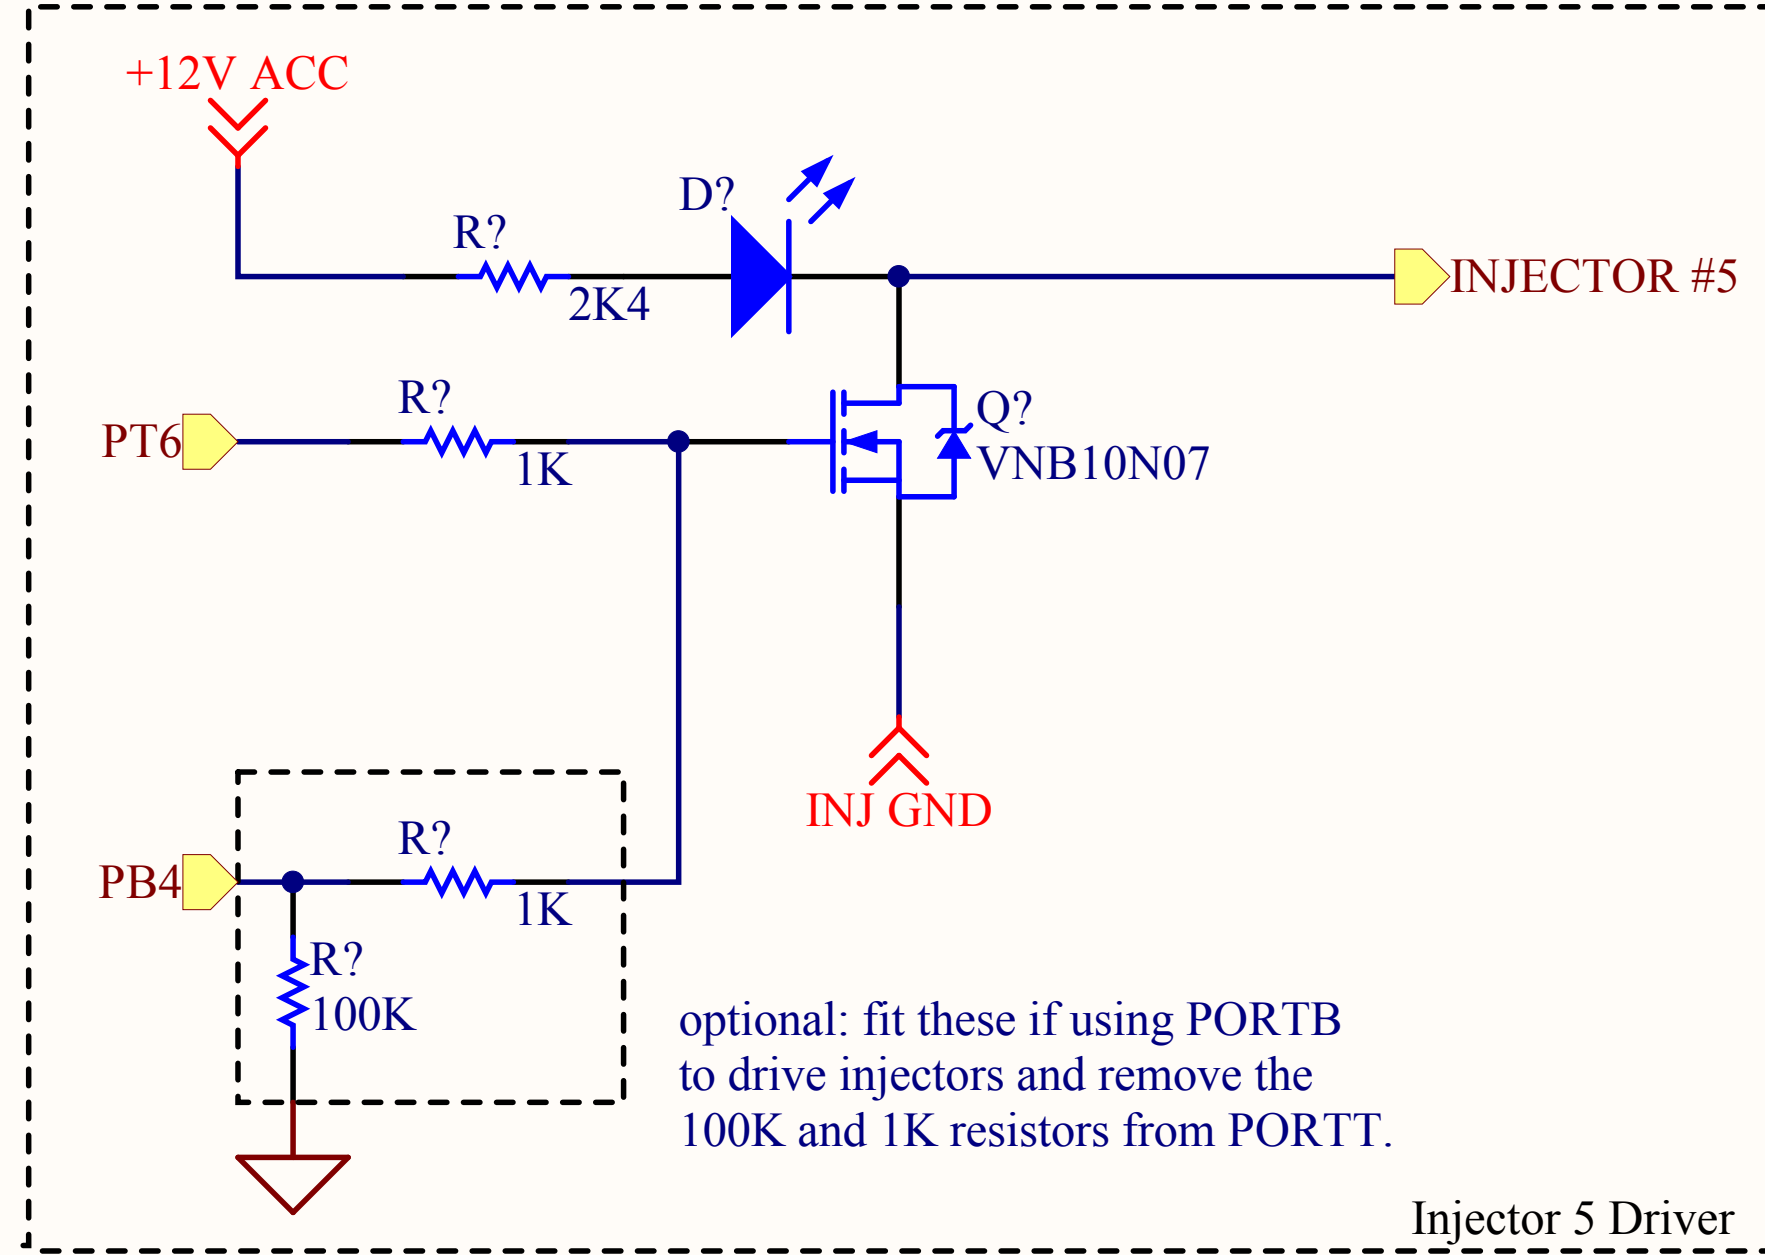 +12V ACC
D?
R?
2K4
INJECTOR #5
R?
PT6
1K
Q?
VNB10N07
INJ GND
R?
PB4
1K
R?
100K
optional: fit these if using PORTB
to drive injectors and remove the
100K and 1K resistors from PORTT.
Injector 5 Driver